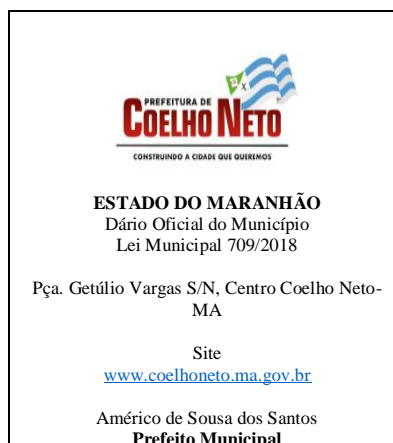 PREFEITURA DE
COELHO NETO
CONSTRUINDO A CIDADE QUE QUEREMOS
ESTADO DO MARANHÃO
Dário Oficial do Município
Lei Municipal 709/2018
Pça. Getúlio Vargas S/N, Centro Coelho Neto-
MA
Site
www.coelhoneto.ma.gov.br
Américo de Sousa dos Santos
Prefeito Municipal